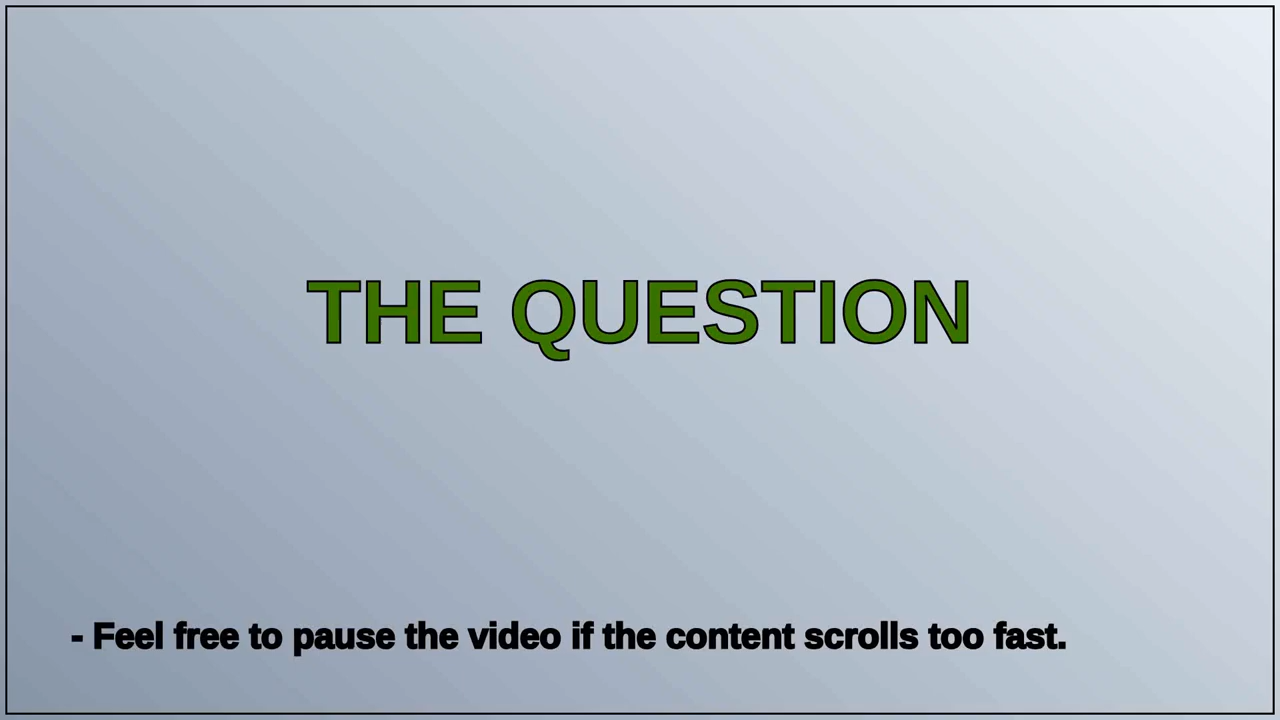 THE QUESTION
- Feel free to pause the video if the content scrolls too fast.